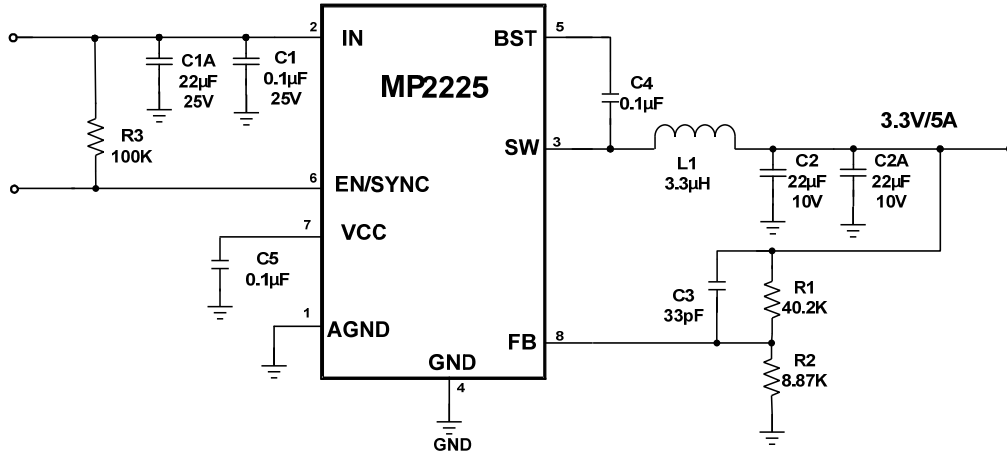 2
IN
C1A
22µF
25V
C1
0.1µF
25V
R3
100K
6
EN/SYNC
7
VCC
C5
0.1µF
1
AGND
MP2225
GND
4
GND
BST
5
C4
0.1µF
SW
3
L1
3.3µH
3.3V/5A
C2
22µF
10V
C2A
22µF
10V
C3
33pF
R1
40.2K
FB
8
R2
8.87K